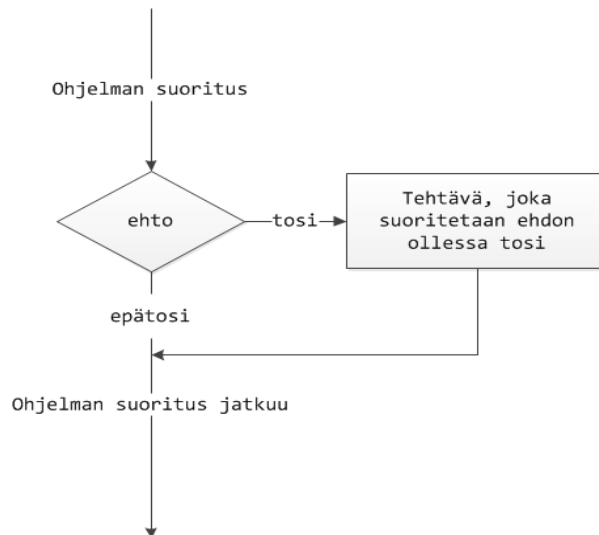 Ohjelman suoritus
ehto
tosi
Tehtävä, joka
suoritetaan ehdon
ollessa tosi
epätosi
Ohjelman suoritus jatkuu